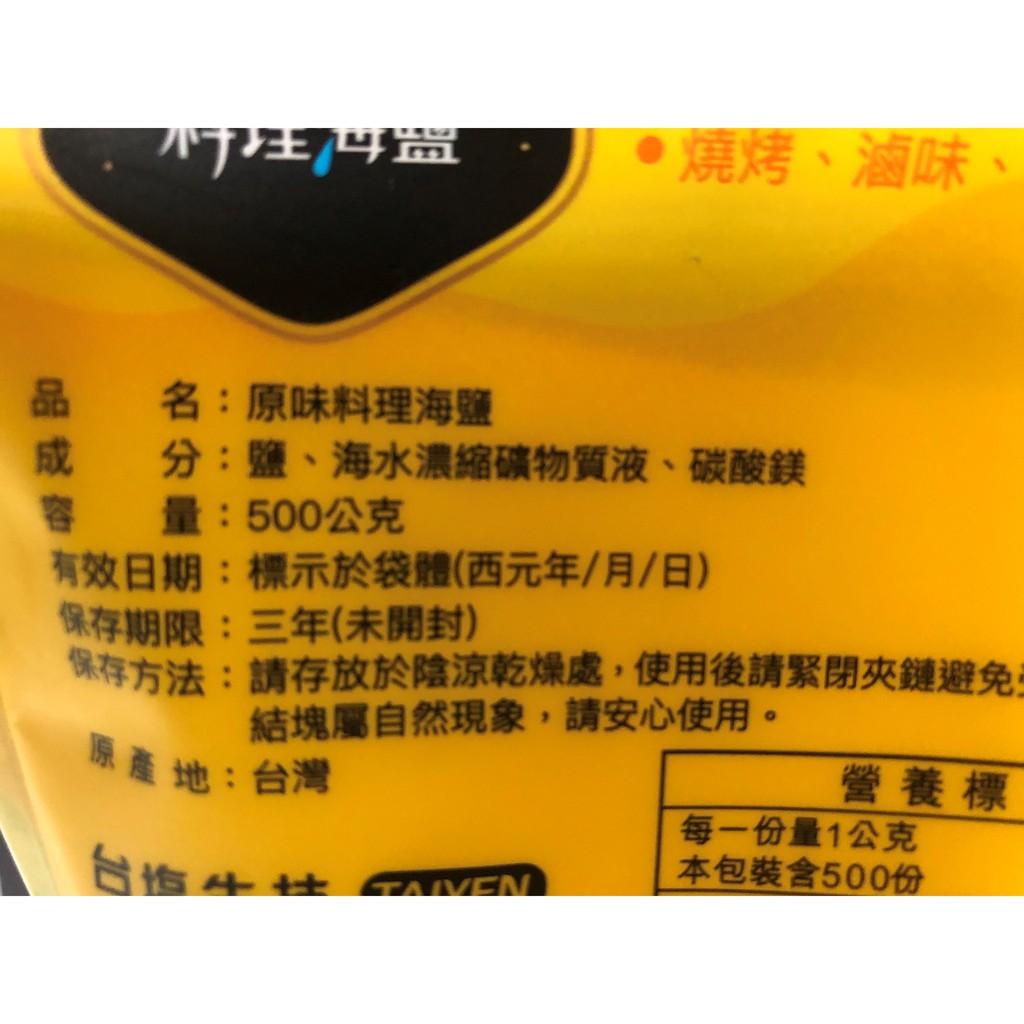 料理海鹽
• 燒烤、滷味、
品名：原味料理海鹽
成分：鹽、海水濃縮礦物質液、碳酸鎂
容量：500公克
有效日期：標示於袋體(西元年/月/日)
保存期限：三年(未開封)
保存方法：請存放於陰涼乾燥處，使用後請緊閉夾鏈避免
結塊屬自然現象，請安心使用。
原產地：台灣
營養標
每一份量1公克
本包裝含500份
台塩生技 TAIYEN